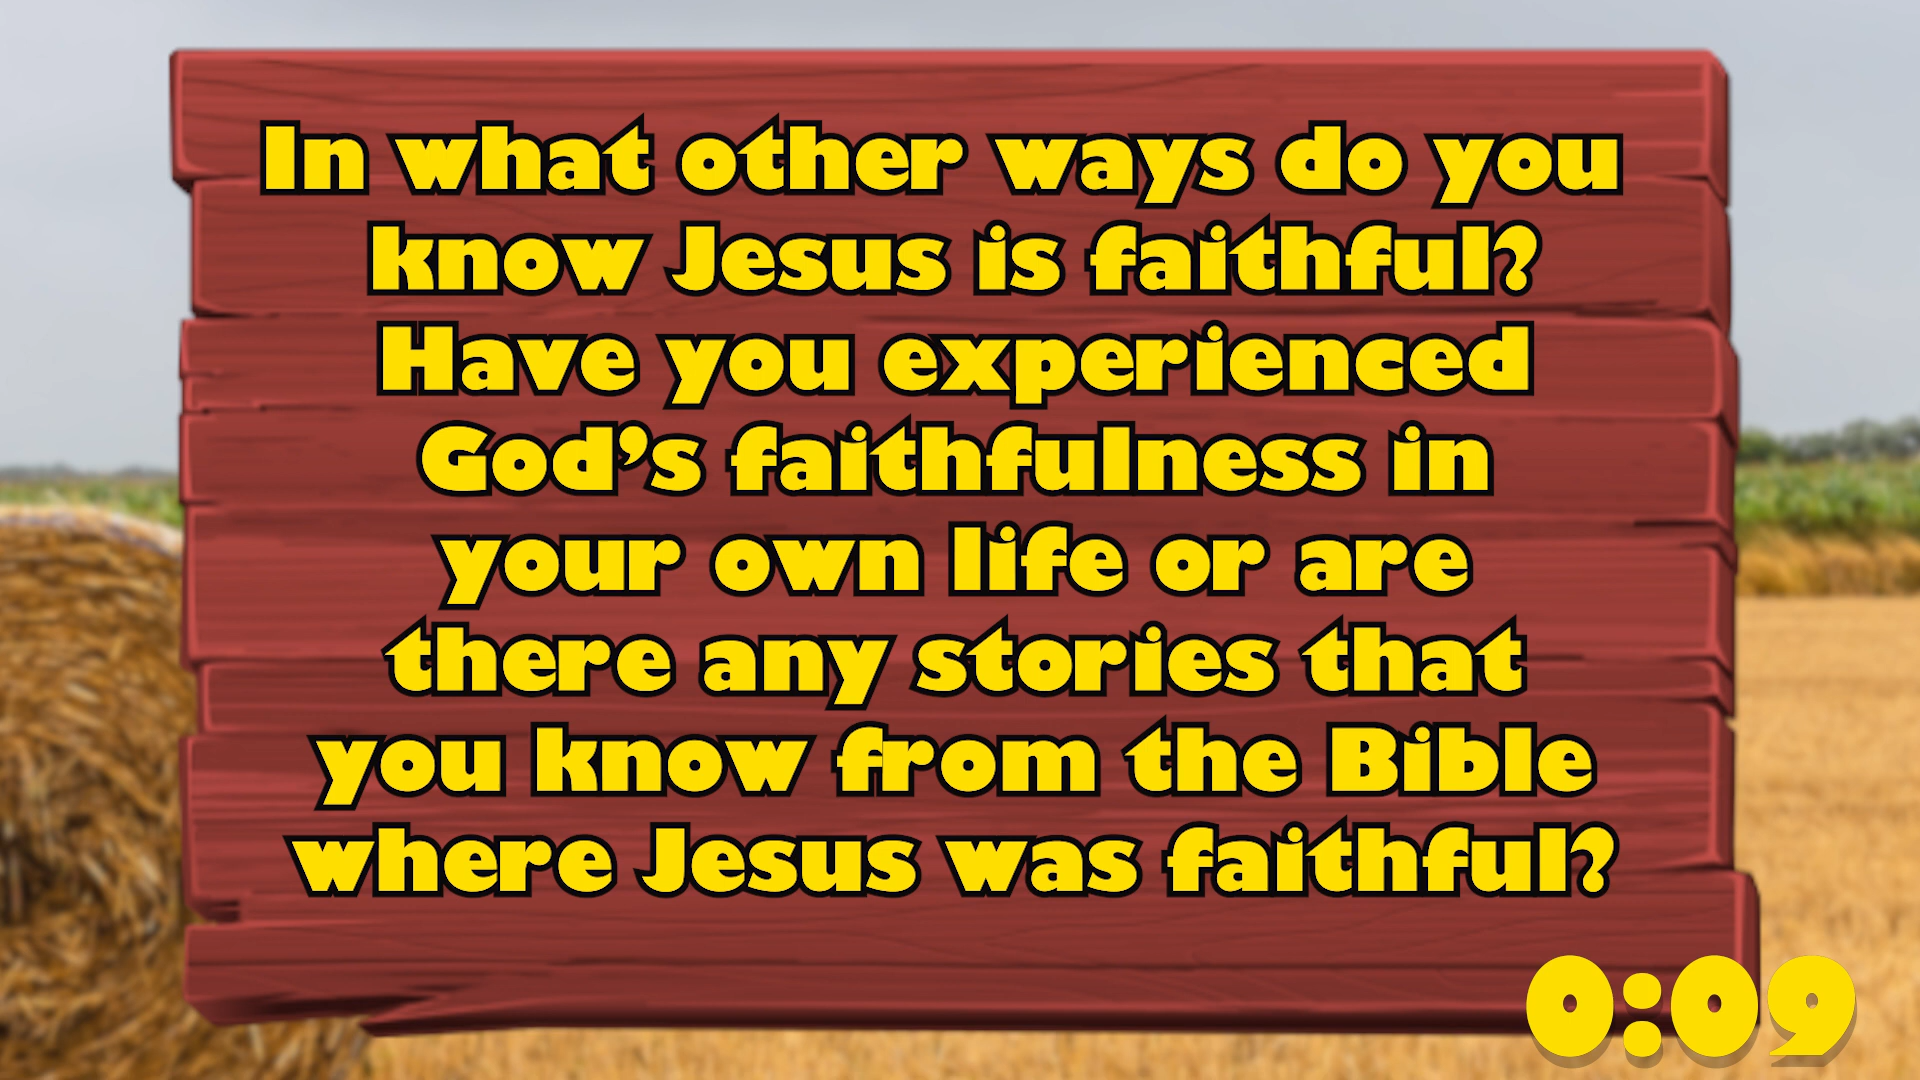 In what other ways do you
know Jesus is faithful?
Have you experienced
God’s faithfulness in
your own life or are
there any stories that
you know from the Bible
where Jesus was faithful?
0:09